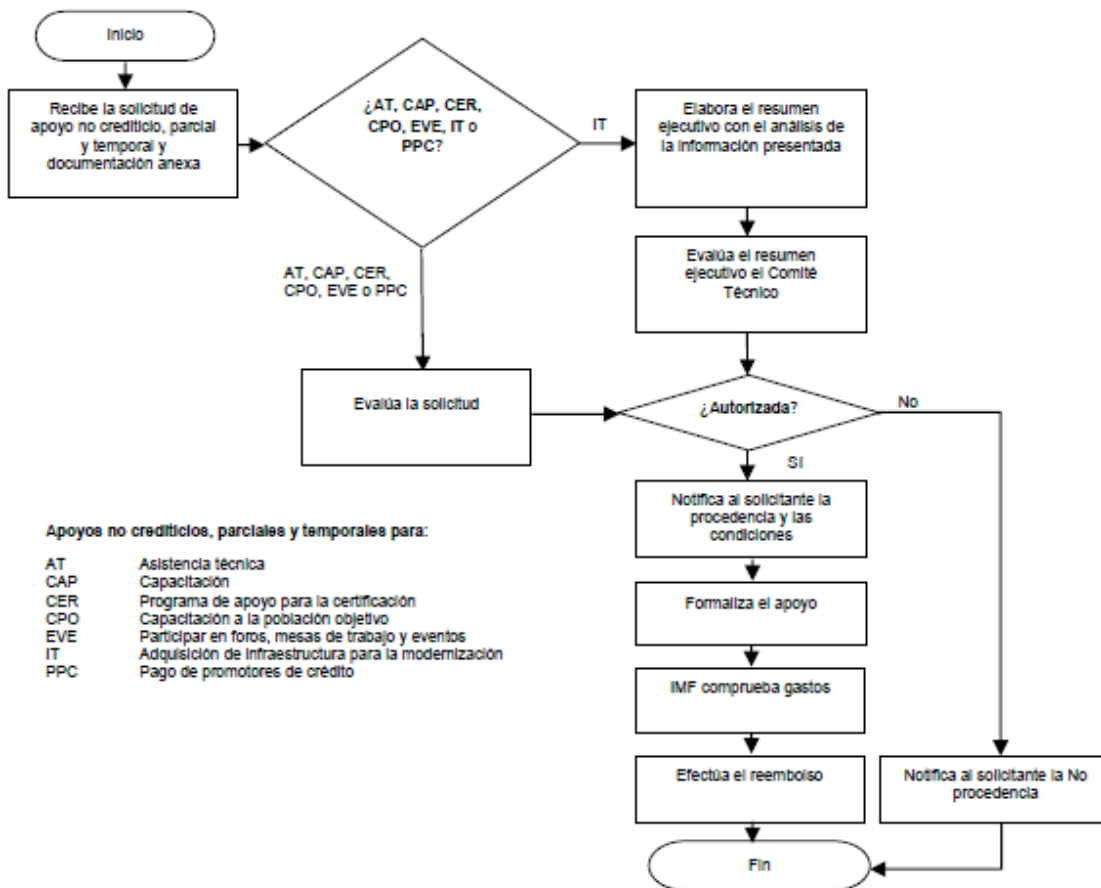 Inicio
Recibe la solicitud de
apoyo no crediticio, parcial
y temporal y
documentación anexa
¿AT, CAP, CER,
CPO, EVE, IT o
PPC?
IT
Elabora el resumen
ejecutivo con el análisis de
la información presentada
Evalúa el resumen
ejecutivo el Comité
Técnico
AT, CAP, CER,
CPO, EVE o PPC
Evalúa la solicitud
¿Autorizada?
No
SI
Notifica al solicitante la
procedencia y las
condiciones
Formaliza el apoyo
IMF comprueba gastos
Efectúa el reembolso
Notifica al solicitante la No
procedencia
Fin
Apoyos no crediticios, parciales y temporales para:
AT Asistencia técnica
CAP Capacitación
CER Programa de apoyo para la certificación
CPO Capacitación a la población objetivo
EVE Participar en foros, mesas de trabajo y eventos
IT Adquisición de infraestructura para la modernización
PPC Pago de promotores de crédito